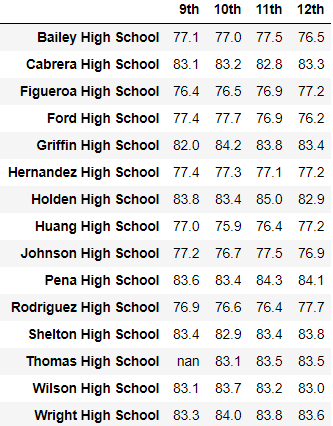 9th 10th 11th 12th
Bailey High School 77.1 77.0 77.5 76.5
Cabrera High School 83.1 83.2 82.8 83.3
Figueroa High School 76.4 76.5 76.9 77.2
Ford High School 77.4 77.7 76.9 76.2
Griffin High School 82.0 84.2 83.8 83.4
Hernandez High School 77.4 77.3 77.1 77.2
Holden High School 83.8 83.4 85.0 82.9
Huang High School 77.0 75.9 76.4 77.2
Johnson High School 77.2 76.7 77.5 76.9
Pena High School 83.6 83.4 84.3 84.1
Rodriguez High School 76.9 76.6 76.4 77.7
Shelton High School 83.4 82.9 83.4 83.8
Thomas High School nan 83.1 83.5 83.5
Wilson High School 83.1 83.7 83.2 83.0
Wright High School 83.3 84.0 83.8 83.6